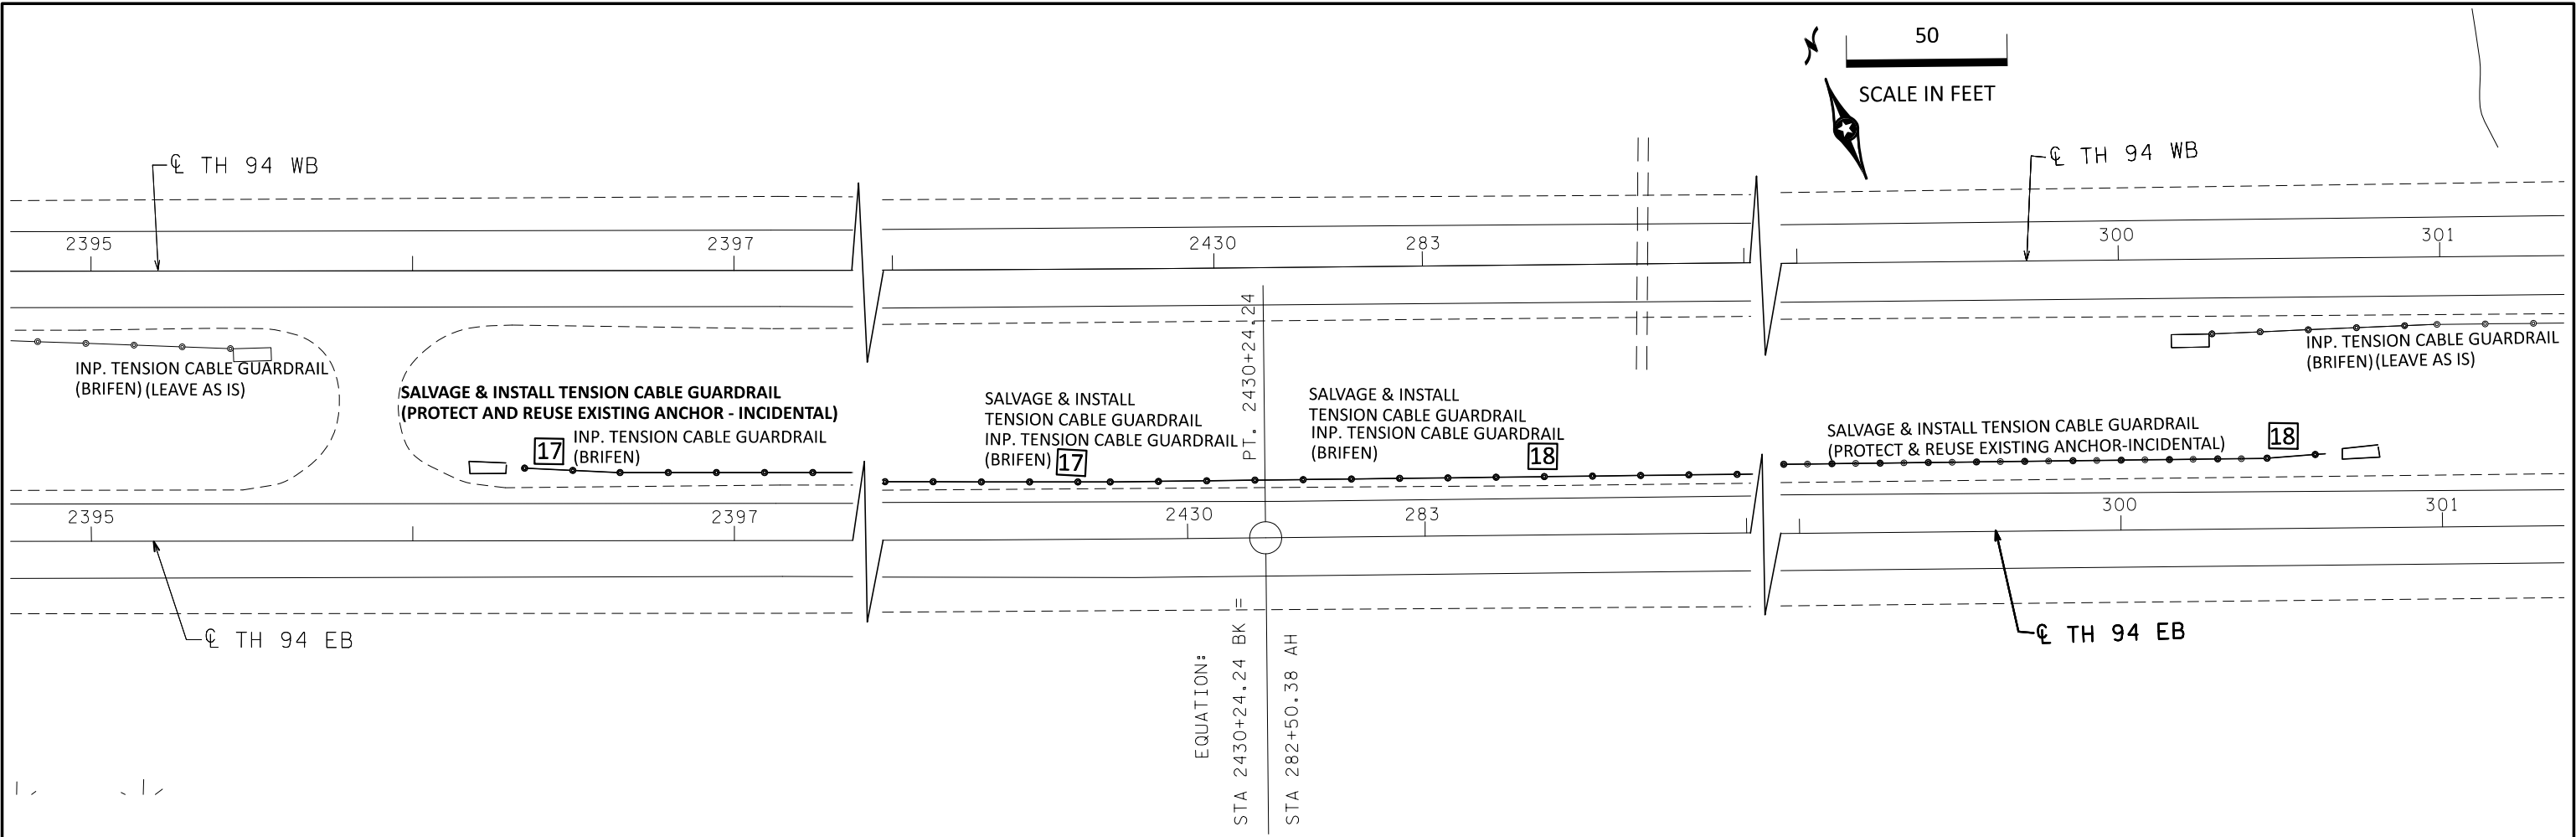 50
SCALE IN FEET
℄ TH 94 WB
℄ TH 94 WB
2395
2397
2430
283
300
301
INP. TENSION CABLE GUARDRAIL
(BRIFEN) (LEAVE AS IS)
SALVAGE & INSTALL TENSION CABLE GUARDRAIL
(PROTECT AND REUSE EXISTING ANCHOR - INCIDENTAL)
17
INP. TENSION CABLE GUARDRAIL
(BRIFEN)
SALVAGE & INSTALL
TENSION CABLE GUARDRAIL
INP. TENSION CABLE GUARDRAIL
(BRIFEN) 17
PT. 2430+24.24
SALVAGE & INSTALL
TENSION CABLE GUARDRAIL
INP. TENSION CABLE GUARDRAIL
(BRIFEN)
18
INP. TENSION CABLE GUARDRAIL
(BRIFEN) (LEAVE AS IS)
SALVAGE & INSTALL TENSION CABLE GUARDRAIL
(PROTECT & REUSE EXISTING ANCHOR-INCIDENTAL)
18
2395
2397
2430
283
300
301
℄ TH 94 EB
℄ TH 94 EB
EQUATION:
STA 2430+24.24 BK =
STA 282+50.38 AH